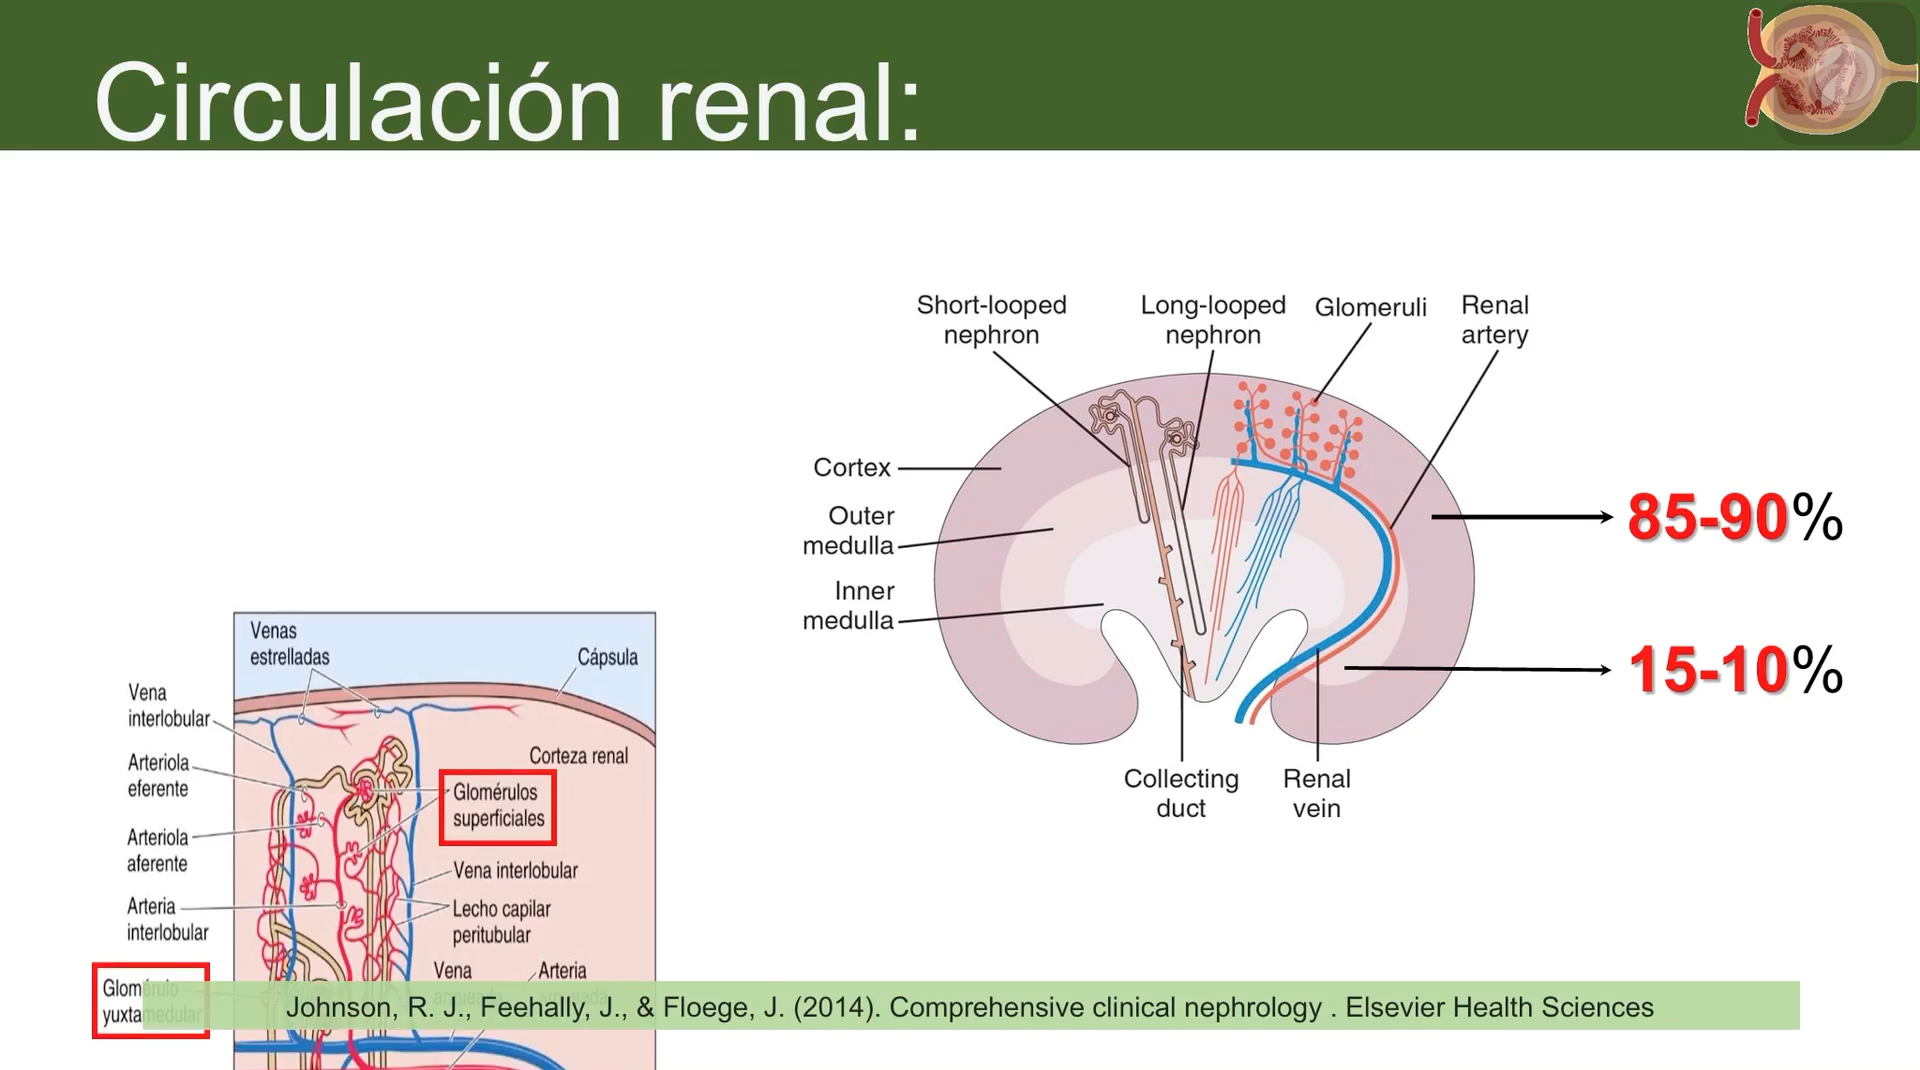 Circulación renal:
Short-looped
nephron
Long-looped
nephron
Glomeruli
Renal
artery
Cortex
Outer
medulla
Inner
medulla
85-90%
15-10%
Collecting
duct
Renal
vein
Venas
estrelladas
Cápsula
Vena
interlobular
Arteriola
eferente
Corteza renal
Glomérulos
superficiales
Arteriola
aferente
Vena interlobular
Arteria
interlobular
Lecho capilar
peritubular
Vena
Arteria
Glomérulo
yuxtamedular
Johnson, R. J., Feehally, J., & Floege, J. (2014). Comprehensive clinical nephrology . Elsevier Health Sciences